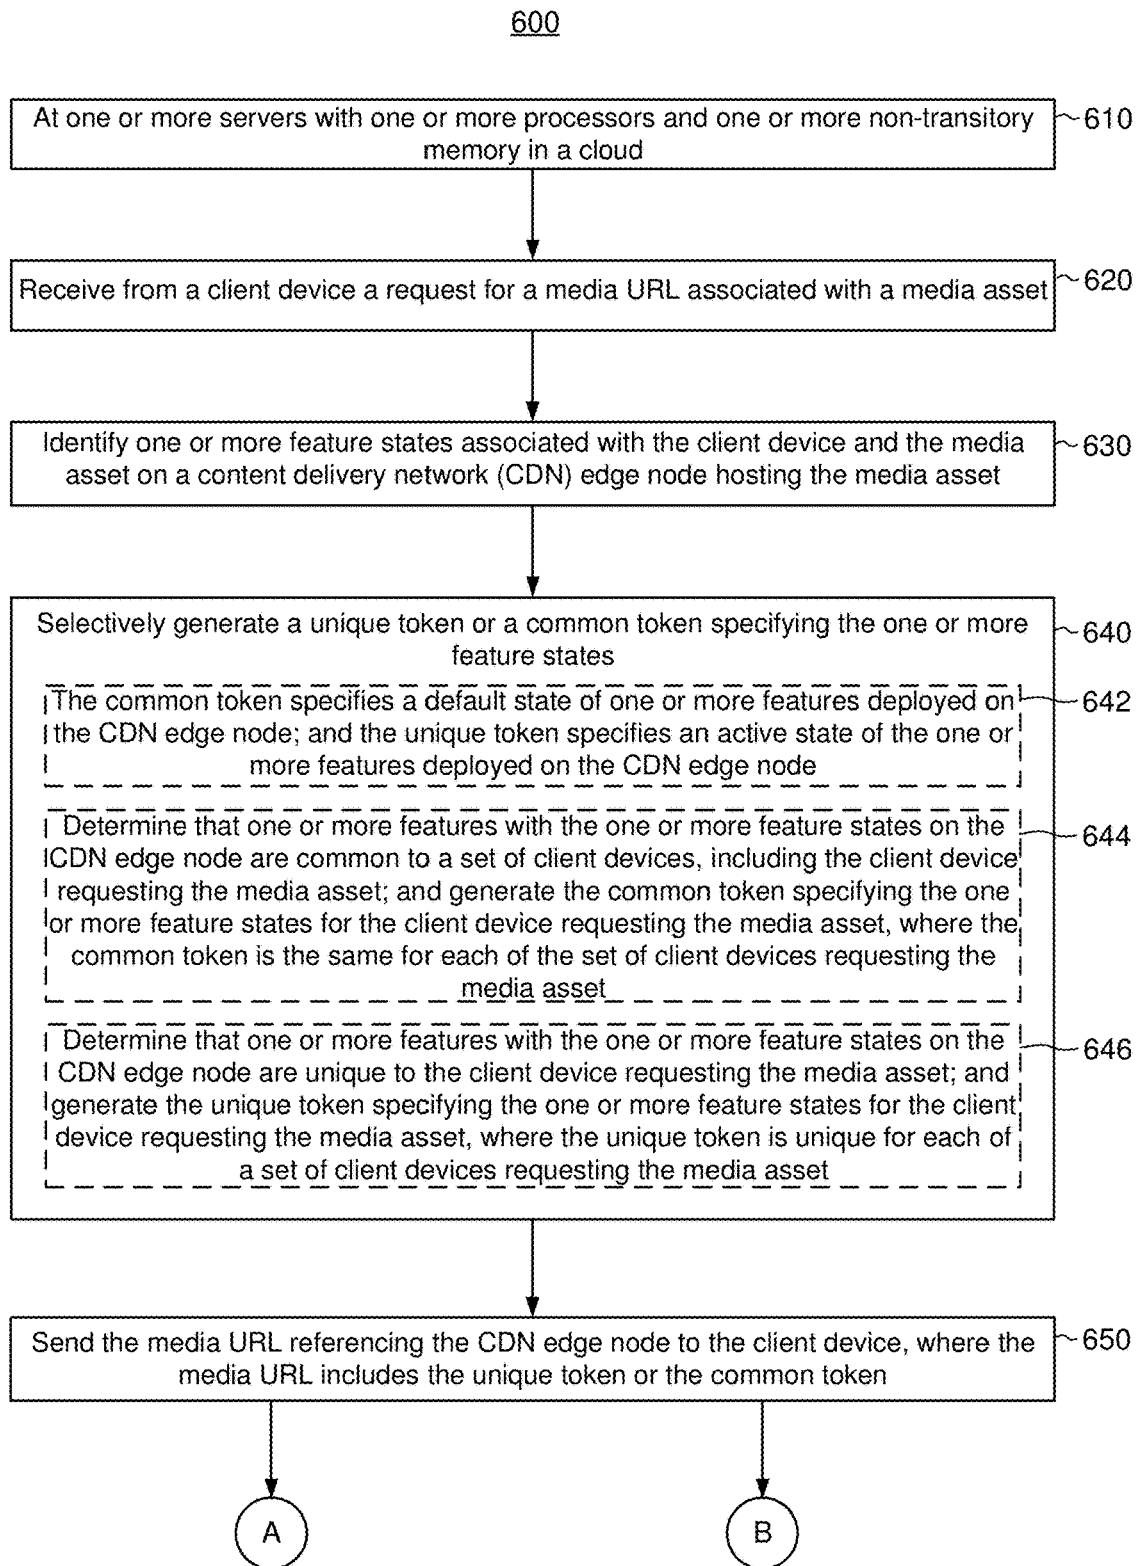 600
At one or more servers with one or more processors and one or more non-transitory
memory in a cloud
610
Receive from a client device a request for a media URL associated with a media asset
620
Identify one or more feature states associated with the client device and the media
asset on a content delivery network (CDN) edge node hosting the media asset
630
Selectively generate a unique token or a common token specifying the one or more
feature states
640
The common token specifies a default state of one or more features deployed on
the CDN edge node; and the unique token specifies an active state of the one or
more features deployed on the CDN edge node
642
Determine that one or more features with the one or more feature states on the
CDN edge node are common to a set of client devices, including the client device
requesting the media asset; and generate the common token specifying the one
or more feature states for the client device requesting the media asset, where the
common token is the same for each of the set of client devices requesting the
media asset
644
Determine that one or more features with the one or more feature states on the
CDN edge node are unique to the client device requesting the media asset; and
generate the unique token specifying the one or more feature states for the client
device requesting the media asset, where the unique token is unique for each of
a set of client devices requesting the media asset
646
Send the media URL referencing the CDN edge node to the client device, where the
media URL includes the unique token or the common token
650
A
B